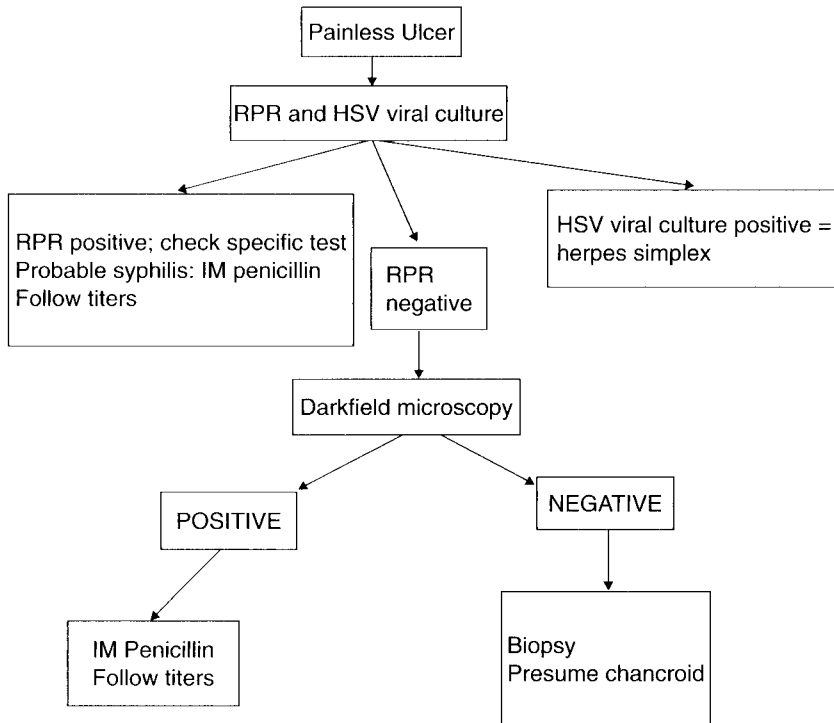 Painless Ulcer
RPR and HSV viral culture
RPR positive; check specific test
Probable syphilis: IM penicillin
Follow titers
RPR
negative
HSV viral culture positive =
herpes simplex
Darkfield microscopy
POSITIVE
NEGATIVE
IM Penicillin
Follow titers
Biopsy
Presume chancroid